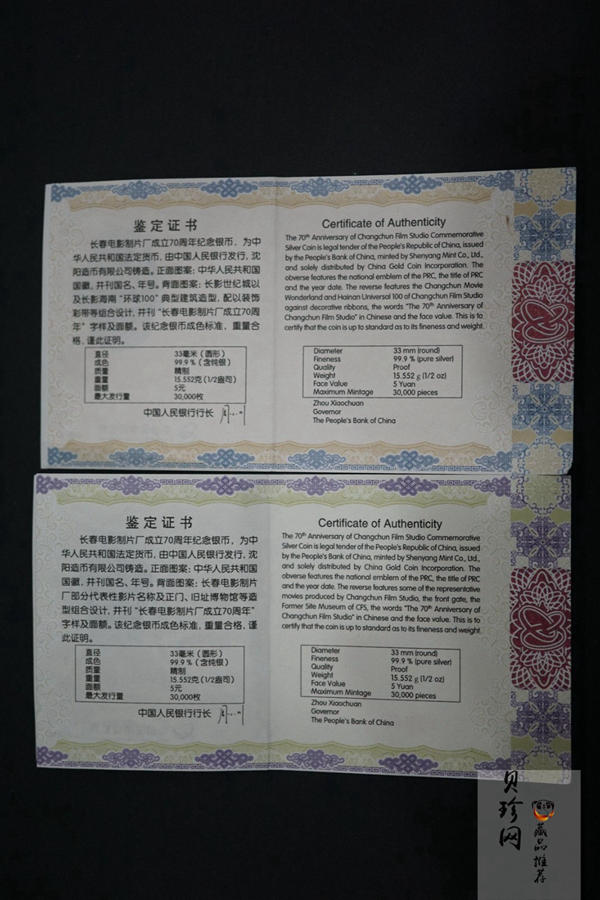 鉴定证书
长春电影制片厂成立70周年纪念银币，为中
华人民共和国法定货币，由中国人民银行发行，沈
阳造币有限公司铸造。正面图案：中华人民共和国
国徽，并刊国名、年号。背面图案：长影世纪城以
及长影海南“环球100”典型建筑造型，配以装饰
彩带等组合设计，并刊“长春电影制片厂成立70周
年”字样及面额。该纪念银币成色标准，重量合
格，谨此证明。
直径 33毫米（圆形）
成色 99.9%（含纯银）
质量 精制
重量 15.552克(1/2盎司)
面额 5元
最大发行量 30,000枚
中国人民银行行长
Certificate of Authenticity
The 70th Anniversary of Changchun Film Studio Commemorative
Silver Coin is legal tender of the People's Republic of China, issued
by the People's Bank of China, minted by Shenyang Mint Co., Ltd.,
and solely distributed by China Gold Coin Incorporation. The
obverse features the national emblem of the PRC, the title of PRC
and the year date. The reverse features the Changchun Movie
Wonderland and Hainan Universal 100 of Changchun Film Studio
against decorative ribbons, the words "The 70th Anniversary of
Changchun Film Studio" in Chinese and the face value. This is to
certify that the coin is up to standard as to its fineness and weight.
Diameter 33 mm (round)
Fineness 99.9 % (pure silver)
Quality Proof
Weight 15.552 g (1/2 oz)
Face Value 5 Yuan
Maximum Mintage 30,000 pieces
Zhou Xiaochuan
Governor
The People's Bank of China
鉴定证书
长春电影制片厂成立70周年纪念银币，为中
华人民共和国法定货币，由中国人民银行发行，沈
阳造币有限公司铸造。正面图案：中华人民共和国
国徽，并刊国名、年号。背面图案：长春电影制片
厂部分代表性影片名称及正门、旧址博物馆等造
型组合设计，并刊“长春电影制片厂成立70周年”
字样及面额。该纪念银币成色标准，重量合格，谨
此证明。
直径 33毫米（圆形）
成色 99.9%（含纯银）
质量 精制
重量 15.552克(1/2盎司)
面额 5元
最大发行量 30,000枚
中国人民银行行长
Certificate of Authenticity
The 70th Anniversary of Changchun Film Studio Commemorative
Silver Coin is legal tender of the People's Republic of China, issued
by the People's Bank of China, minted by Shenyang Mint Co., Ltd.,
and solely distributed by China Gold Coin Incorporation. The
obverse features the national emblem of the PRC, the title of PRC
and the year date. The reverse features some of the representative
movies produced by Changchun Film Studio, the front gate, the
Former Site Museum of CFS, the words "The 70th Anniversary of
Changchun Film Studio" in Chinese and the face value. This is to
certify that the coin is up to standard as to its fineness and weight.
Diameter 33 mm (round)
Fineness 99.9 % (pure silver)
Quality Proof
Weight 15.552 g (1/2 oz)
Face Value 5 Yuan
Maximum Mintage 30,000 pieces
Zhou Xiaochuan
Governor
The People's Bank of China
贝珍网
藏品推荐